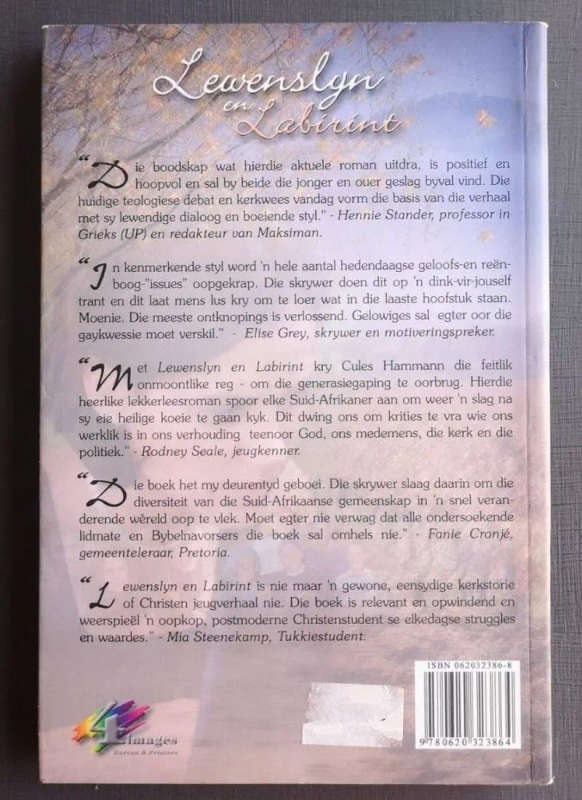 Lewenslyn
en
Labirint
“Die boodskap wat hierdie aktuele roman uitdra, is positief en
hoopvol en sal by beide die jonger en ouer geslag byval vind. Die
huidige teologiese debat en kerkwees vandag vorm die basis van die verhaal
met sy lewendige dialoog en boeiende styl." - Hennie Stander, professor in
Grieks (UP) en redakteur van Maksiman.
“In kenmerkende styl word 'n hele aantal hedendaagse geloofs-en reën-
boog-"issues" oopgekrap. Die skrywer doen dit op 'n dink-vir-jouself
trant en dit laat mens lus kry om te loer wat in die laaste hoofstuk staan.
Moenie. Die meeste ontknopings is verlossend. Gelowiges sal egter oor die
gaykwessie moet verskil." - Elise Grey, skrywer en motiveringspreker.
“Met Lewenslyn en Labirint kry Cules Hammann die feitlik
onmoontlike reg - om die generasiegaping te oorbrug. Hierdie
heerlike lekkerleesroman spoor elke Suid-Afrikaner aan om weer 'n slag na
sy eie heilige koeie te gaan kyk. Dit dwing ons om krities te vra wie ons
werklik is in ons verhouding teenoor God, ons medemens, die kerk en die
politiek." - Rodney Seale, jeugkenner.
“Die boek het my deurentyd geboei. Die skrywer slaag daarin om die
diversiteit van die Suid-Afrikaanse gemeenskap in 'n snel veran-
derende wêreld oop te vlek. Moet egter nie verwag dat alle ondersoekende
lidmate en Bybelnavorsers die boek sal omhels nie." - Fanie Cronjé,
gemeenteleraar, Pretoria.
“Lewenslyn en Labirint is nie maar 'n gewone, eensydige kerkstorie
of Christen jeugverhaal nie. Die boek is relevant en opwindend en
weerspieël 'n oopkop, postmoderne Christenstudent se elkedagse struggles
en waardes." - Mia Steenekamp, Tukkiestudent.
ISBN 062032386-8
9 780620 323864
Images